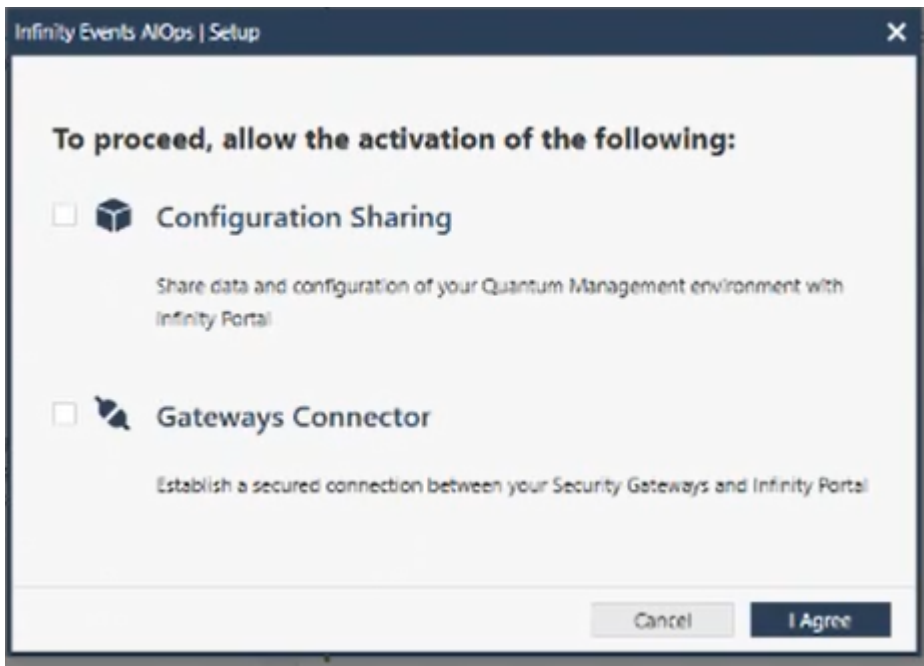 Infinity Events AIOps | Setup
To proceed, allow the activation of the following:
Configuration Sharing
Share data and configuration of your Quantum Management environment with
Infinity Portal
Gateways Connector
Establish a secured connection between your Security Gateways and Infinity Portal
Cancel
I Agree